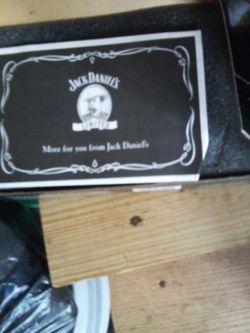 JACK DANIEL'S
More for you from Jack Daniel's